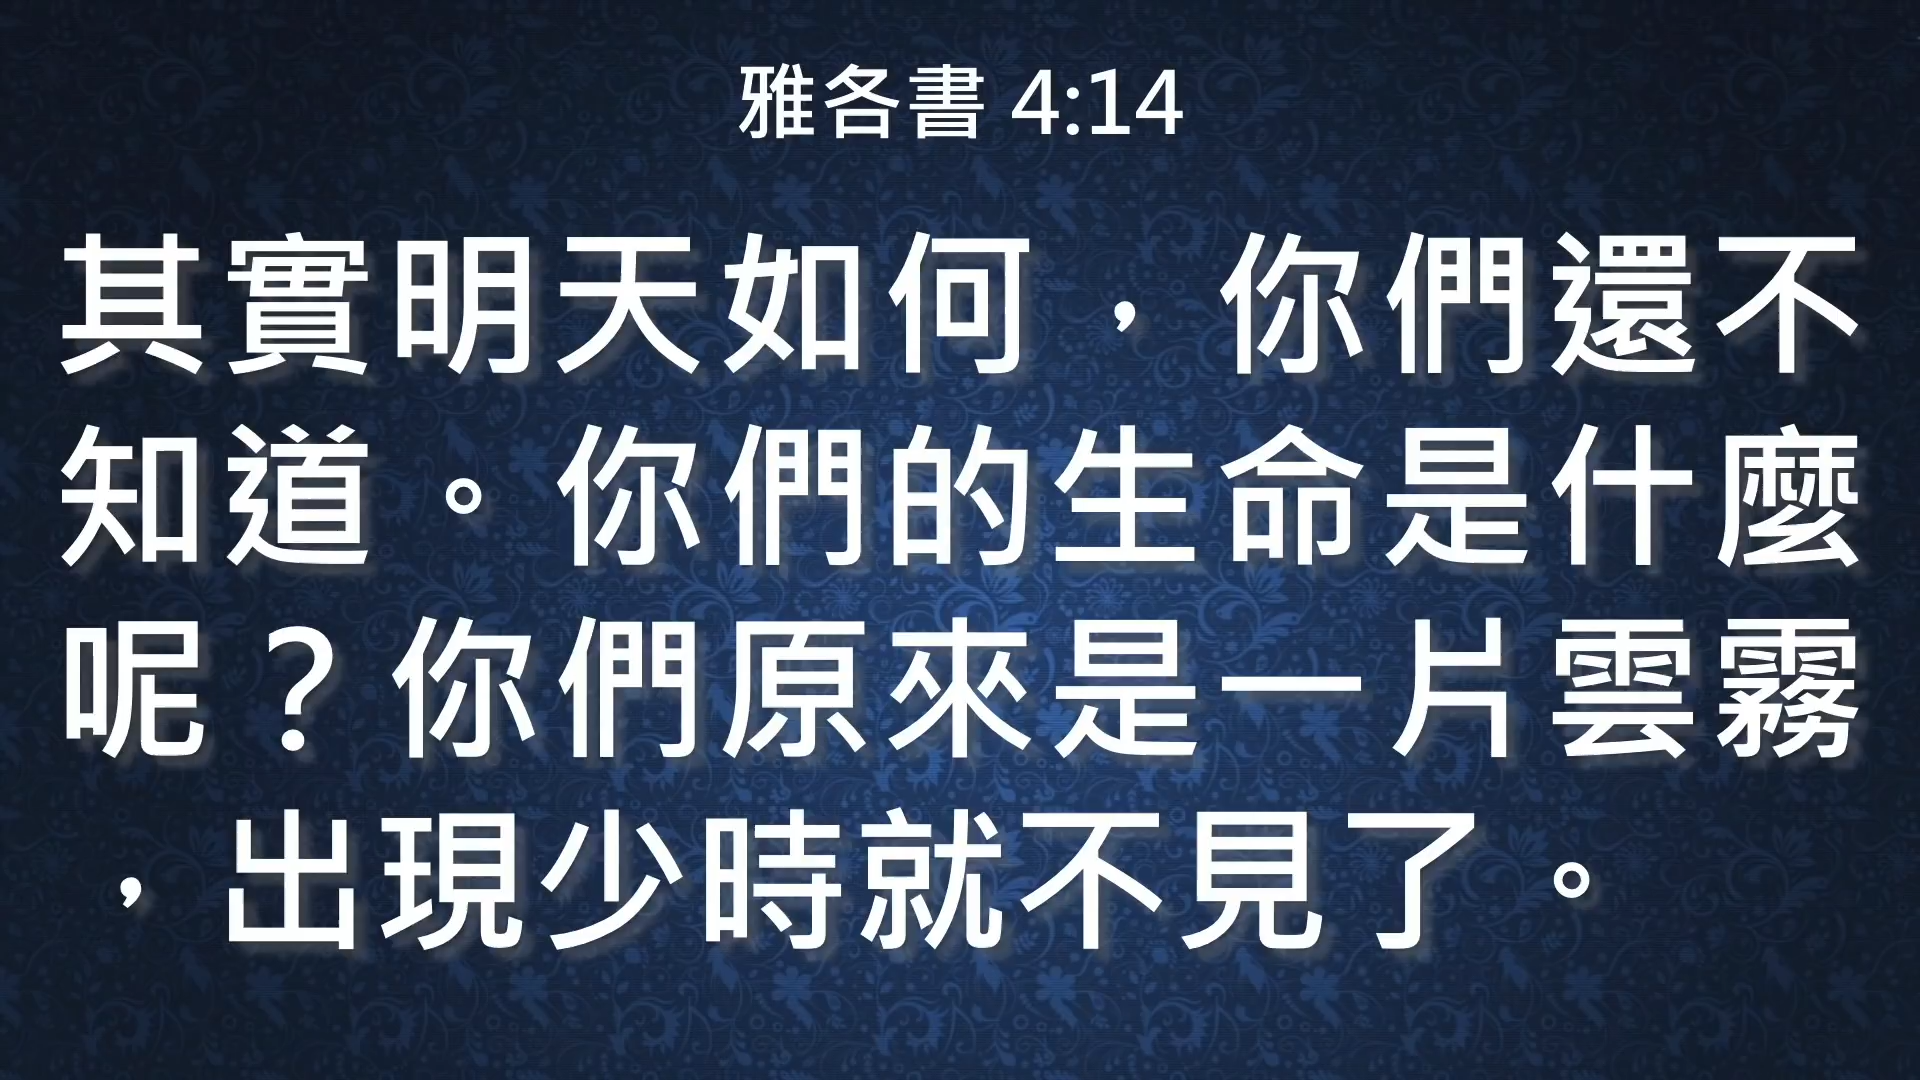 雅各書 4:14
其實明天如何，你們還不
知道。你們的生命是什麼
呢？你們原來是一片雲霧
，出現少時就不見了。